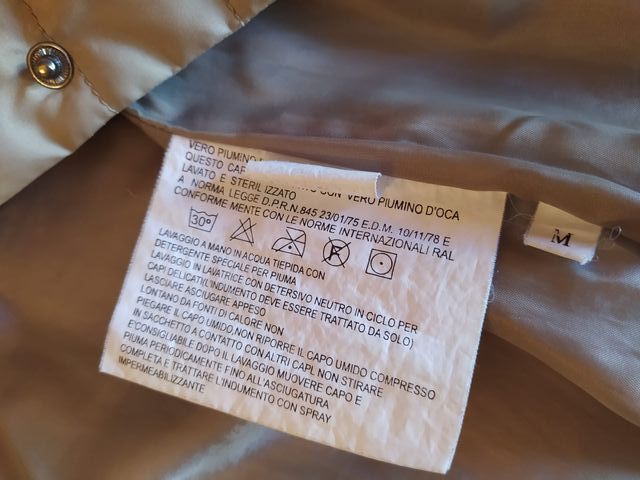 VERO PIUMINO
QUESTO CAP CON VERO PIUMINO D'OCA
LAVATO E STERILIZZATO
A NORMA LEGGE D.P.R.N.845 23/01/75 E.D.M. 10/11/78 E
CONFORME MENTE CON LE NORME INTERNAZIONALI RAL
30°
P
LAVAGGIO A MANO IN ACQUA TIEPIDA CON
DETERGENTE SPECIALE PER PIUMA
LAVAGGIO IN LAVATRICE CON DETERSIVO NEUTRO IN CICLO PER
CAPI DELICATI(L'INDUMENTO DEVE ESSERE TRATTATO DA SOLO)
LASCIARE ASCIUGARE APPESO
LONTANO DA FONTI DI CALORE NON
PIEGARE IL CAPO UMIDO.NON RIPORRE IL CAPO UMIDO COMPRESSO
IN SACCHETTO A CONTATTO CON ALTRI CAPI. NON STIRARE
E'CONSIGLIABILE DOPO IL LAVAGGIO MUOVERE CAPO E
PIUMA PERIODICAMENTE FINO ALL'ASCIUGATURA
COMPLETA E TRATTARE L'INDUMENTO CON SPRAY
IMPERMEABILIZZANTE
M